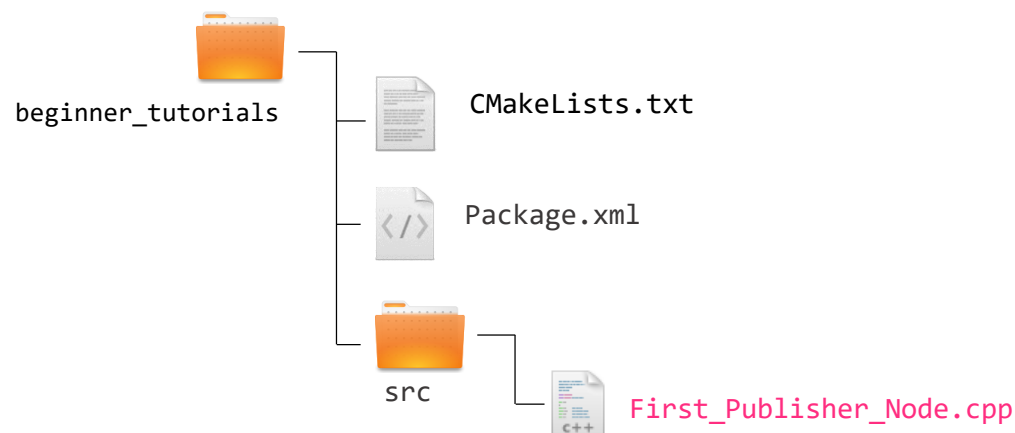 beginner_tutorials
CMakeLists.txt
Package.xml
</>
src
First_Publisher_Node.cpp
c++